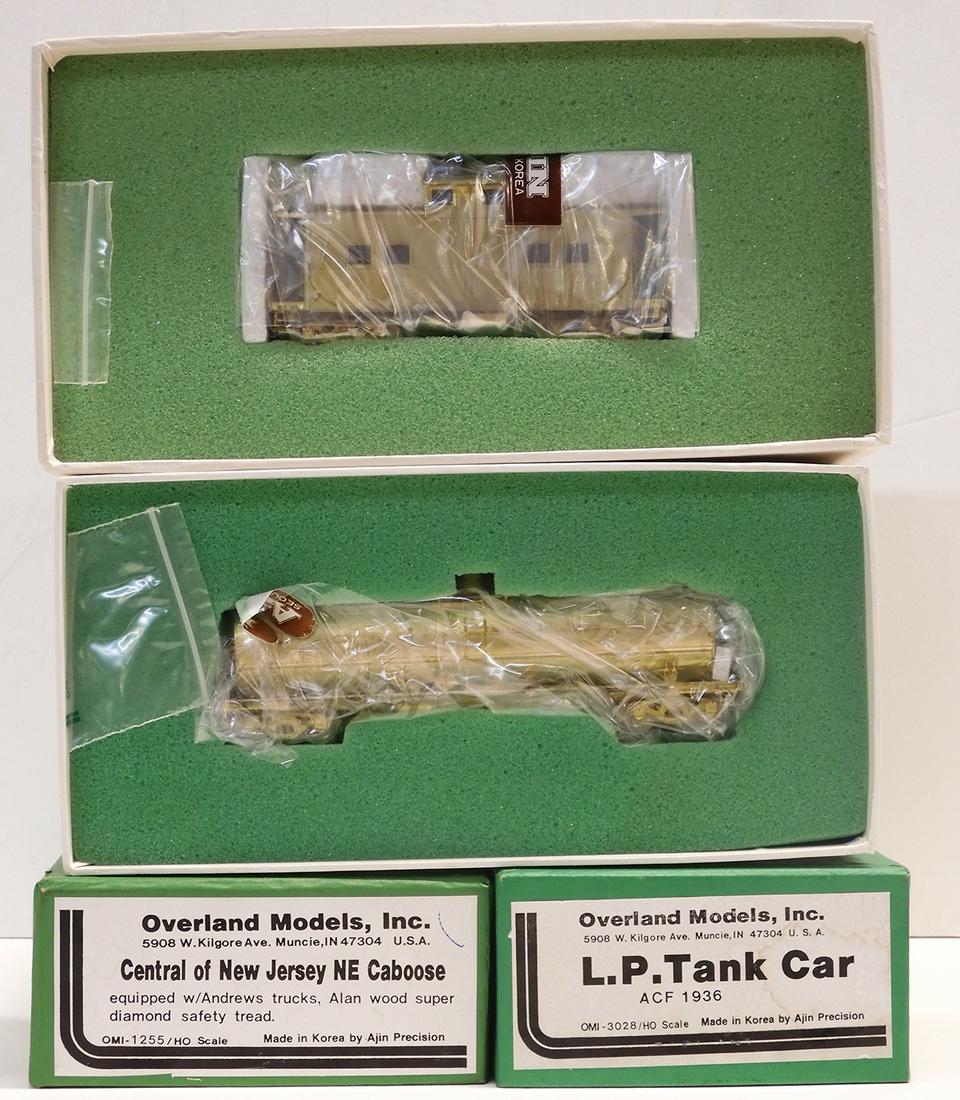 IN
KOREA
Overland Models, Inc.
5908 W. Kilgore Ave. Muncie, IN 47304 U.S.A.
Central of New Jersey NE Caboose
equipped w/Andrews trucks, Alan wood super
diamond safety tread.
OMI-1255/HO Scale Made in Korea by Ajin Precision
Overland Models, Inc.
5908 W. Kilgore Ave. Muncie, IN 47304 U. S. A.
L.P.Tank Car
ACF 1936
OMI-3028/HO Scale Made in Korea by Ajin Precision